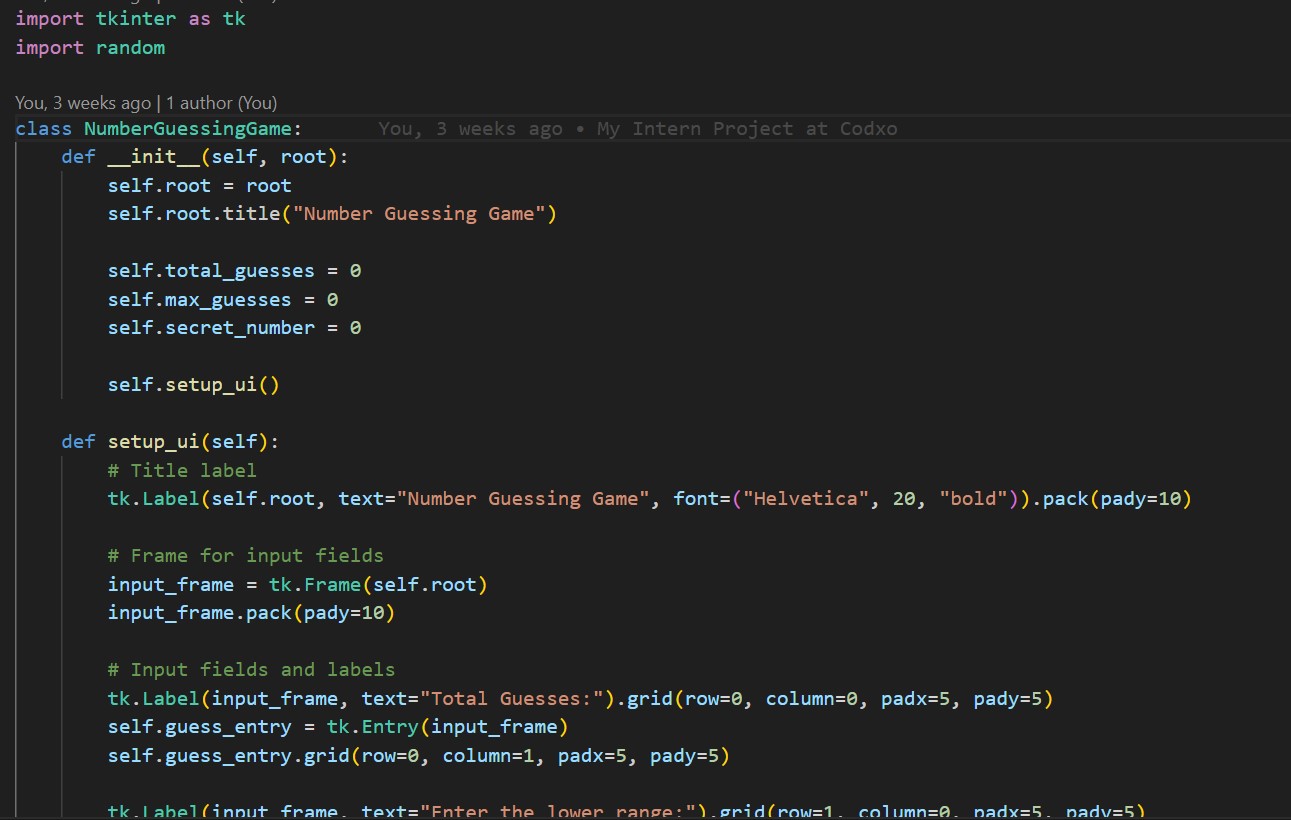 import tkinter as tk
import random
You, 3 weeks ago | 1 author (You)
class NumberGuessingGame: You, 3 weeks ago • My Intern Project at Codxo
def __init__(self, root):
self.root = root
self.root.title("Number Guessing Game")
self.total_guesses = 0
self.max_guesses = 0
self.secret_number = 0
self.setup_ui()
def setup_ui(self):
# Title label
tk.Label(self.root, text="Number Guessing Game", font=("Helvetica", 20, "bold")).pack(pady=10)
# Frame for input fields
input_frame = tk.Frame(self.root)
input_frame.pack(pady=10)
# Input fields and labels
tk.Label(input_frame, text="Total Guesses:").grid(row=0, column=0, padx=5, pady=5)
self.guess_entry = tk.Entry(input_frame)
self.guess_entry.grid(row=0, column=1, padx=5, pady=5)
tk.Label(input_frame, text="Enter the lower range:").grid(row=1, column=0, padx=5, pady=5)